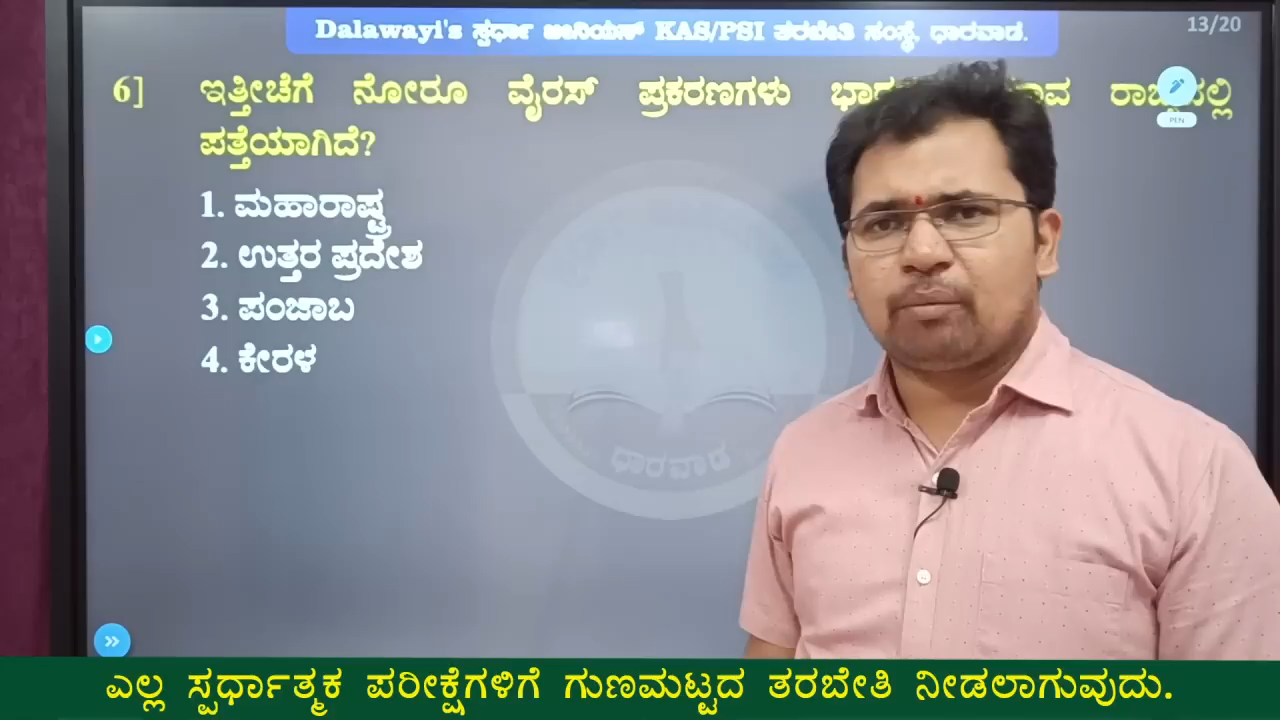 Dalawayi's ಸ್ಪರ್ಧಾ ಜೀನಿಯಸ್ KAS/PSI ತರಬೇತಿ ಸಂಸ್ಥೆ, ಧಾರವಾಡ.
13/20
6] ಇತ್ತೀಚೆಗೆ ನೋರೂ ವೈರಸ್ ಪ್ರಕರಣಗಳು
ಪತ್ತೆಯಾಗಿದೆ?
PEN
1. ಮಹಾರಾಷ್ಟ್ರ
2. ಉತ್ತರ ಪ್ರದೇಶ
3. ಪಂಜಾಬ
4. ಕೇರಳ
ಧಾರವಾಡ
ಎಲ್ಲ ಸ್ಪರ್ಧಾತ್ಮಕ ಪರೀಕ್ಷೆಗಳಿಗೆ ಗುಣಮಟ್ಟದ ತರಬೇತಿ ನೀಡಲಾಗುವುದು.